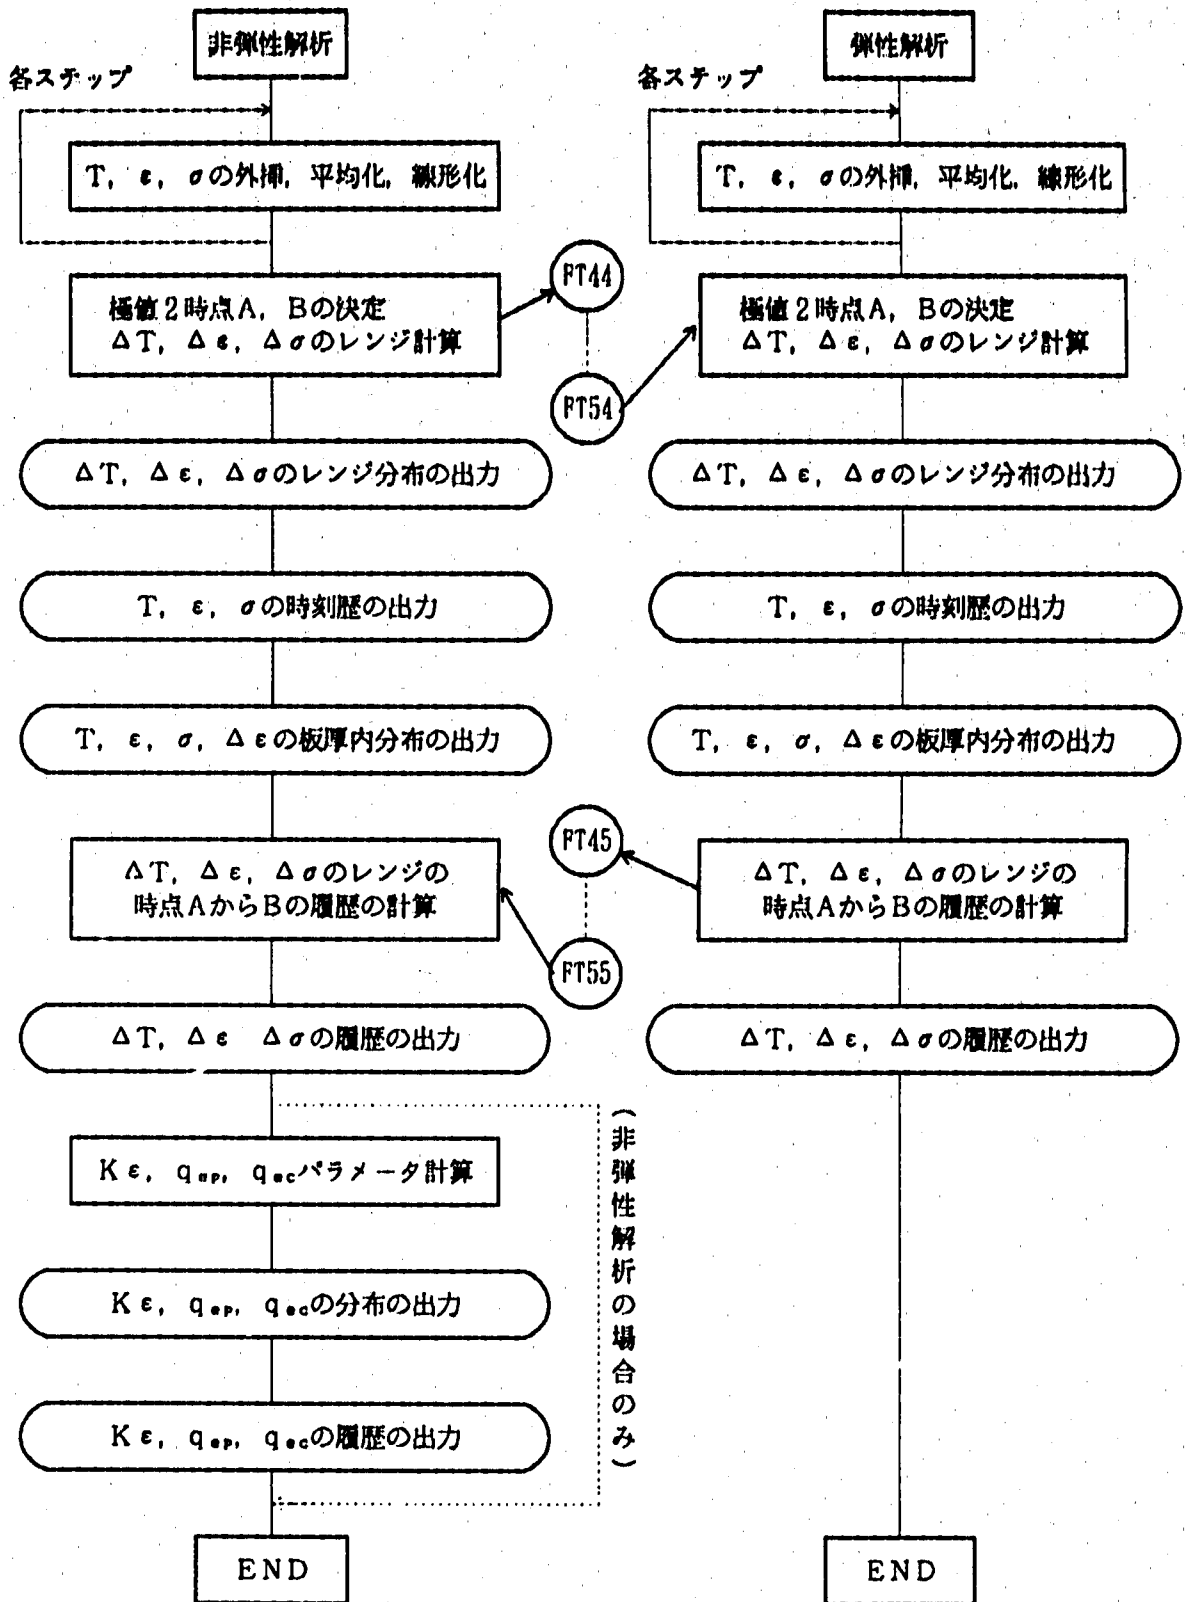 非弾性解析
各ステップ
T, ε, σの外挿, 平均化, 線形化
極値2時点A, Bの決定
ΔT, Δε, Δσのレンジ計算
ΔT, Δε, Δσのレンジ分布の出力
T, ε, σの時刻歴の出力
T, ε, σ, Δεの板厚内分布の出力
ΔT, Δε, Δσのレンジの
時点AからBの履歴の計算
ΔT, Δε Δσの履歴の出力
Kε, qep, qecパラメータ計算
Kε, qep, qecの分布の出力
Kε, qep, qecの履歴の出力
(非弾性解析の場合のみ)
END
FT44
FT54
FT45
FT55
弾性解析
各ステップ
T, ε, σの外挿, 平均化, 線形化
極値2時点A, Bの決定
ΔT, Δε, Δσのレンジ計算
ΔT, Δε, Δσのレンジ分布の出力
T, ε, σの時刻歴の出力
T, ε, σ, Δεの板厚内分布の出力
ΔT, Δε, Δσのレンジの
時点AからBの履歴の計算
ΔT, Δε, Δσの履歴の出力
END